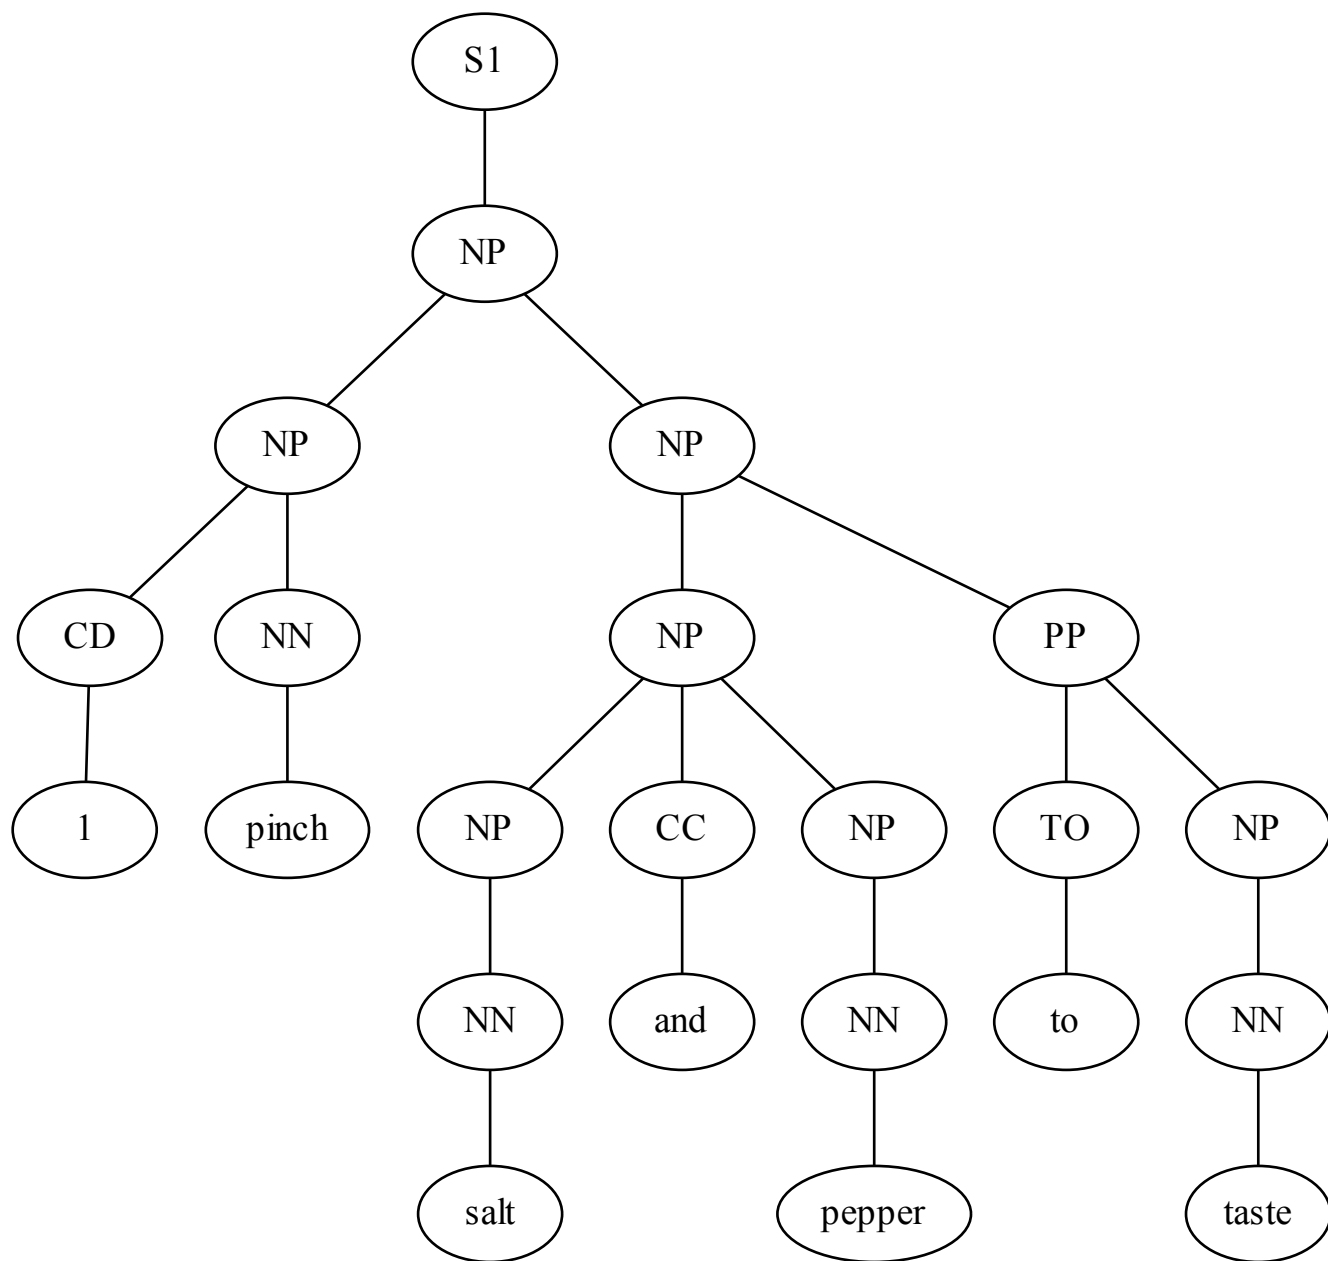 S1
NP
NP NP
CD NN NP PP
1 pinch NP CC NP TO NP
NN and NN to NN
salt pepper taste